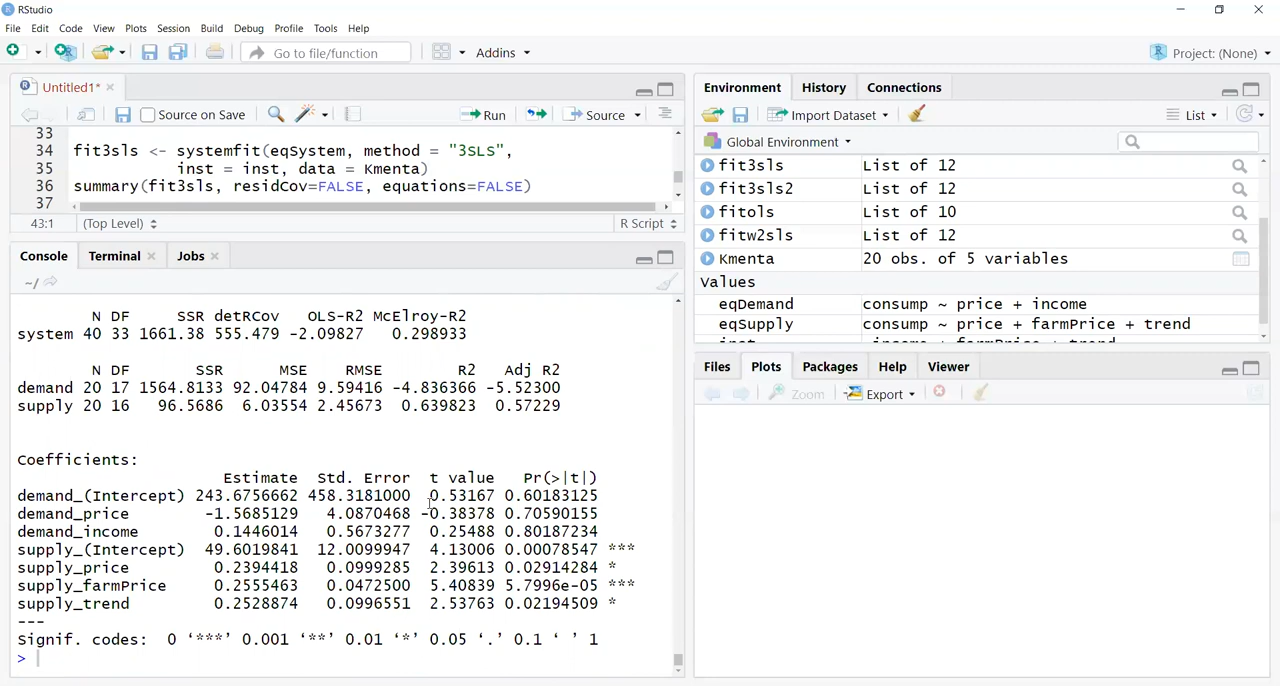 RStudio
File Edit Code View Plots Session Build Debug Profile Tools Help
Go to file/function Addins Project: (None)
Untitled1*
Source on Save Run Source
33
34 fit3sls <- systemfit(eqSystem, method = "3SLS",
35 inst = inst, data = Kmenta)
36 summary(fit3sls, residCov=FALSE, equations=FALSE)
37
43:1 (Top Level) R Script
Console Terminal Jobs
~/
N DF SSR detRCov OLS-R2 McElroy-R2
system 40 33 1661.38 555.479 -2.09827 0.298933
N DF SSR MSE RMSE R2 Adj R2
demand 20 17 1564.8133 92.04784 9.59416 -4.836366 -5.52300
supply 20 16 96.5686 6.03554 2.45673 0.639823 0.57229
Coefficients:
Estimate Std. Error t value Pr(>|t|)
demand_(Intercept) 243.6756662 458.3181000 0.53167 0.60183125
demand_price -1.5685129 4.0870468 -0.38378 0.70590155
demand_income 0.1446014 0.5673277 0.25488 0.80187234
supply_(Intercept) 49.6019841 12.0099947 4.13006 0.00078547 ***
supply_price 0.2394418 0.0999285 2.39613 0.02914284 *
supply_farmPrice 0.2555463 0.0472500 5.40839 5.7996e-05 ***
supply_trend 0.2528874 0.0996551 2.53763 0.02194509 *
---
Signif. codes: 0 ‘***’ 0.001 ‘**’ 0.01 ‘*’ 0.05 ‘.’ 0.1 ‘ ’ 1
>
Environment History Connections
Import Dataset List
Global Environment
fit3sls List of 12
fit3sls2 List of 12
fitols List of 10
fitw2sls List of 12
Kmenta 20 obs. of 5 variables
Values
eqDemand consump ~ price + income
eqSupply consump ~ price + farmPrice + trend
inst ~ income + farmPrice + trend
Files Plots Packages Help Viewer
Zoom Export